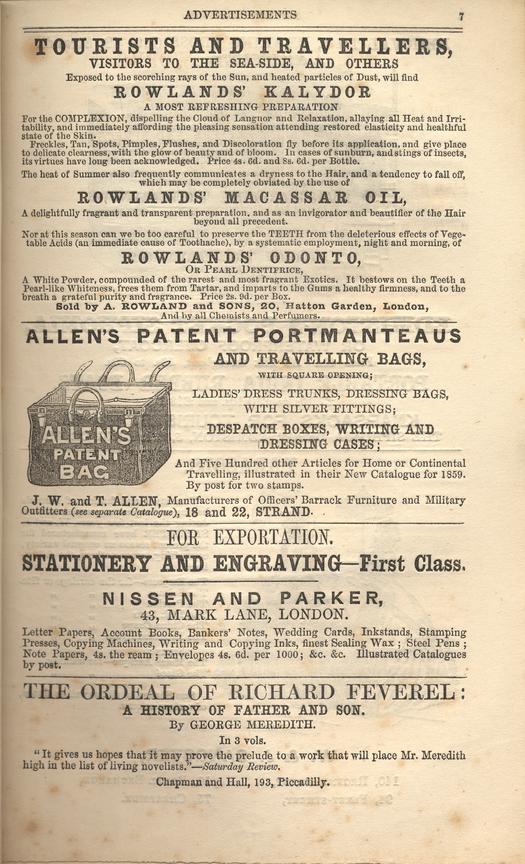 ADVERTISEMENTS 7
TOURISTS AND TRAVELLERS,
VISITORS TO THE SEA-SIDE, AND OTHERS
Exposed to the scorching rays of the Sun, and heated particles of Dust, will find
ROWLANDS' KALYDOR
A MOST REFRESHING PREPARATION
For the COMPLEXION, dispelling the Cloud of Languor and Relaxation, allaying all Heat and Irri-
tability, and immediately affording the pleasing sensation attending restored elasticity and healthful
state of the Skin.
Freckles, Tan, Spots, Pimples, Flushes, and Discoloration fly before its application, and give place
to delicate clearness, with the glow of beauty and of bloom. In cases of sunburn, and stings of insects,
its virtues have long been acknowledged. Price 4s. 6d. and 8s. 6d. per Bottle.
The heat of Summer also frequently communicates a dryness to the Hair, and a tendency to fall off,
which may be completely obviated by the use of
ROWLANDS' MACASSAR OIL,
A delightfully fragrant and transparent preparation, and as an invigorator and beautifier of the Hair
beyond all precedent.
Nor at this season can we be too careful to preserve the TEETH from the deleterious effects of Vege-
table Acids (an immediate cause of Toothache), by a systematic employment, night and morning, of
ROWLANDS' ODONTO,
OR PEARL DENTIFRICE,
A White Powder, compounded of the rarest and most fragrant Exotics. It bestows on the Teeth a
Pearl-like Whiteness, frees them from Tartar, and imparts to the Gums a healthy firmness, and to the
breath a grateful purity and fragrance. Price 2s. 9d. per Box.
Sold by A. ROWLAND and SONS, 20, Hatton Garden, London,
And by all Chemists and Perfumers.
ALLEN'S PATENT PORTMANTEAUS
AND TRAVELLING BAGS,
WITH SQUARE OPENING;
LADIES' DRESS TRUNKS, DRESSING BAGS,
WITH SILVER FITTINGS;
DESPATCH BOXES, WRITING AND
DRESSING CASES;
ALLEN'S
PATENT
BAG
And Five Hundred other Articles for Home or Continental
Travelling, illustrated in their New Catalogue for 1859.
By post for two stamps.
J. W. and T. ALLEN, Manufacturers of Officers' Barrack Furniture and Military
Outfitters (see separate Catalogue), 18 and 22, STRAND.
FOR EXPORTATION.
STATIONERY AND ENGRAVING—First Class.
NISSEN AND PARKER,
43, MARK LANE, LONDON.
Letter Papers, Account Books, Bankers' Notes, Wedding Cards, Inkstands, Stamping
Presses, Copying Machines, Writing and Copying Inks, finest Sealing Wax; Steel Pens;
Note Papers, 4s. the ream; Envelopes 4s. 6d. per 1000; &c. &c. Illustrated Catalogues
by post.
THE ORDEAL OF RICHARD FEVEREL:
A HISTORY OF FATHER AND SON.
By GEORGE MEREDITH.
In 3 vols.
"It gives us hopes that it may prove the prelude to a work that will place Mr. Meredith
high in the list of living novelists."—Saturday Review.
Chapman and Hall, 193, Piccadilly.